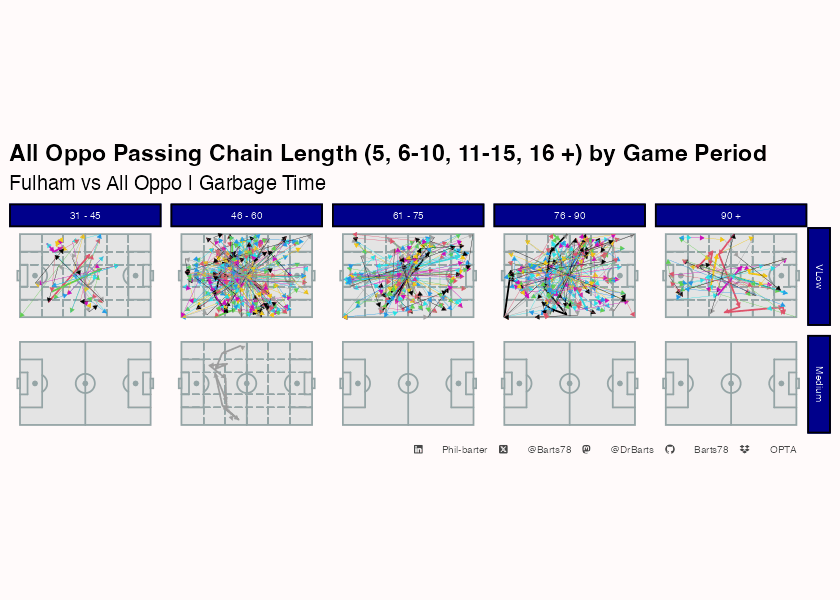 All Oppo Passing Chain Length (5, 6-10, 11-15, 16 +) by Game Period
Fulham vs All Oppo | Garbage Time
31 - 45
46 - 60
61 - 75
76 - 90
90 +
VLow
Medium
Phil-barter @Barts78 @DrBarts Barts78 OPTA